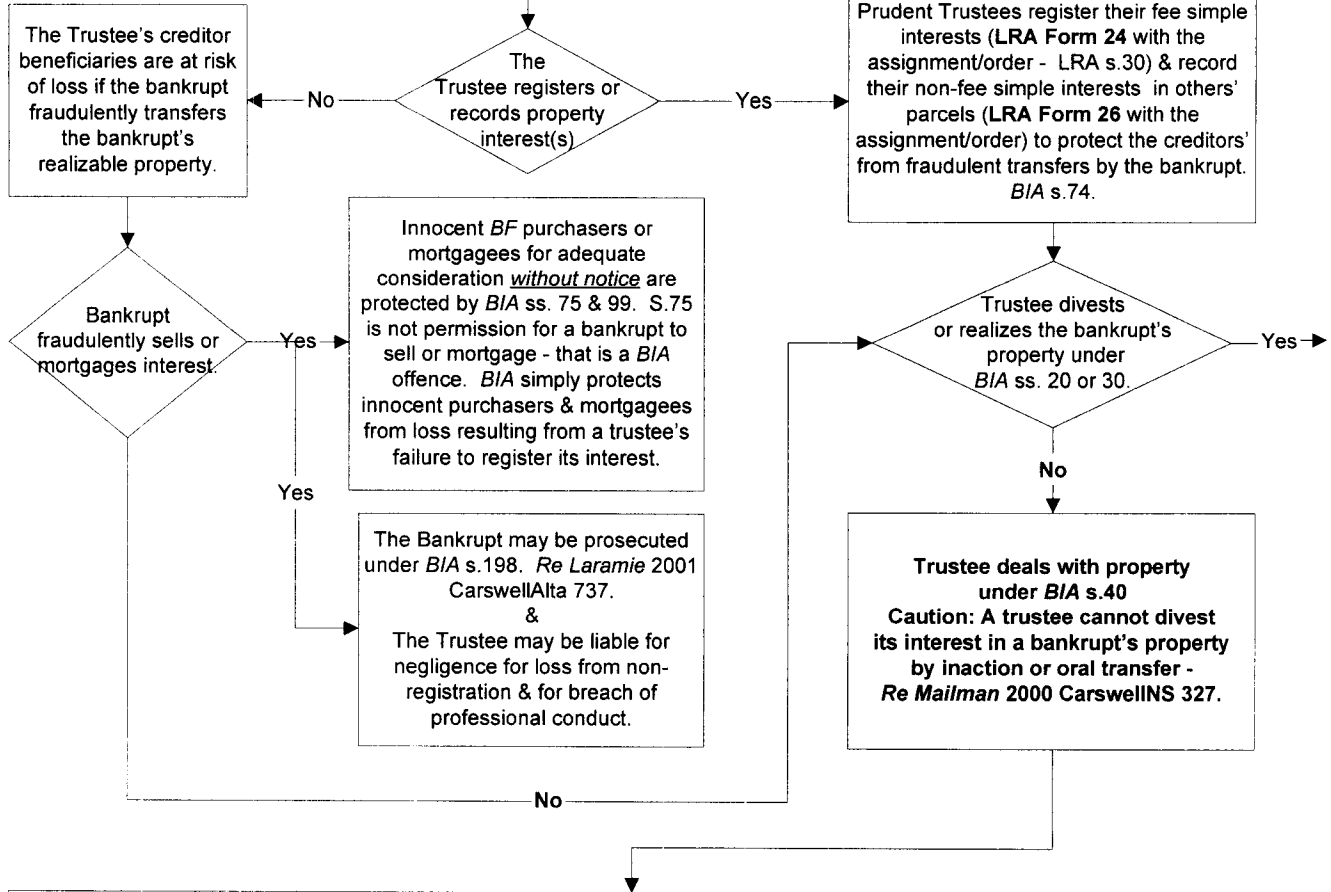 The Trustee's creditor
beneficiaries are at risk
of loss if the bankrupt
fraudulently transfers
the bankrupt's
realizable property.
No
The
Trustee registers or
records property
interest(s)
Yes
Prudent Trustees register their fee simple
interests (LRA Form 24 with the
assignment/order - LRA s.30) & record
their non-fee simple interests in others'
parcels (LRA Form 26 with the
assignment/order) to protect the creditors'
from fraudulent transfers by the bankrupt.
BIA s.74.
Bankrupt
fraudulently sells or
mortgages interest.
Yes
Innocent BF purchasers or
mortgagees for adequate
consideration without notice are
protected by BIA ss. 75 & 99. S.75
is not permission for a bankrupt to
sell or mortgage - that is a BIA
offence. BIA simply protects
innocent purchasers & mortgagees
from loss resulting from a trustee's
failure to register its interest.
Trustee divests
or realizes the bankrupt's
property under
BIA ss. 20 or 30.
Yes
No
Yes
The Bankrupt may be prosecuted
under BIA s.198. Re Laramie 2001
CarswellAlta 737.
&
The Trustee may be liable for
negligence for loss from non-
registration & for breach of
professional conduct.
Trustee deals with property
under BIA s.40
Caution: A trustee cannot divest
its interest in a bankrupt's property
by inaction or oral transfer -
Re Mailman 2000 CarswellNS 327.
No